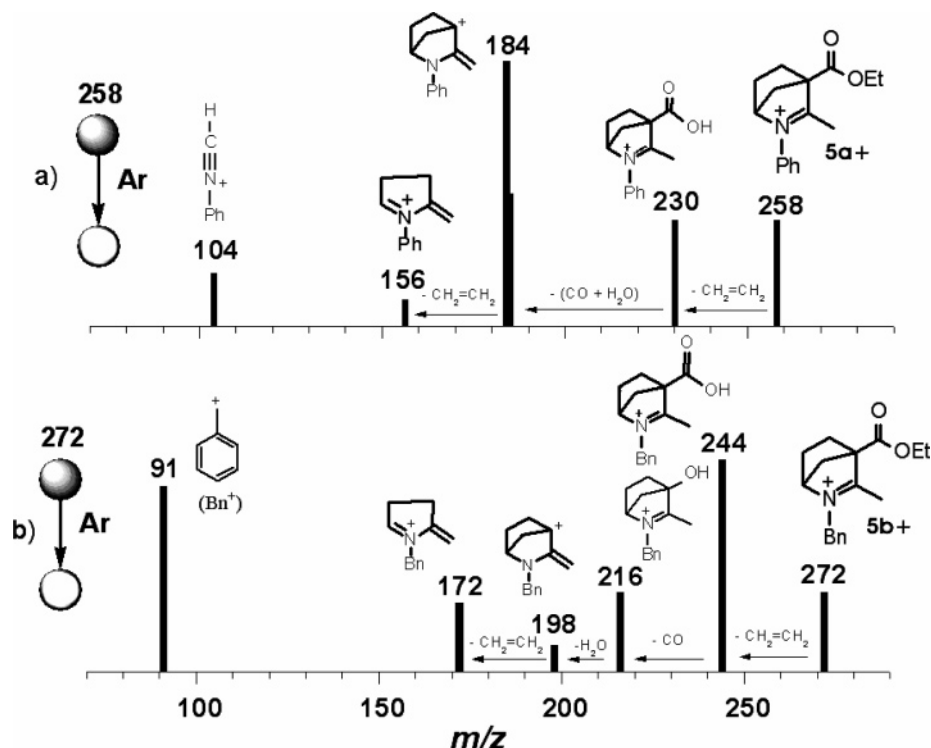 184
O
OEt
258
H
C
N
+
Ph
N
Ph
+
O
OH
N
+
Ph
N
+
Ph
5a+
a)
Ar
104
N
+
Ph
156
230
258
- CH2=CH2
- (CO + H2O)
- CH2=CH2
O
OH
N
+
Bn
O
OEt
N
+
Bn
5b+
272
91
+
(Bn+)
244
OH
N
+
Bn
b)
Ar
N
+
Bn
N
Bn
+
172
198
216
272
- CH2=CH2
-H2O
- CO
- CH2=CH2
100
150
200
250
m/z